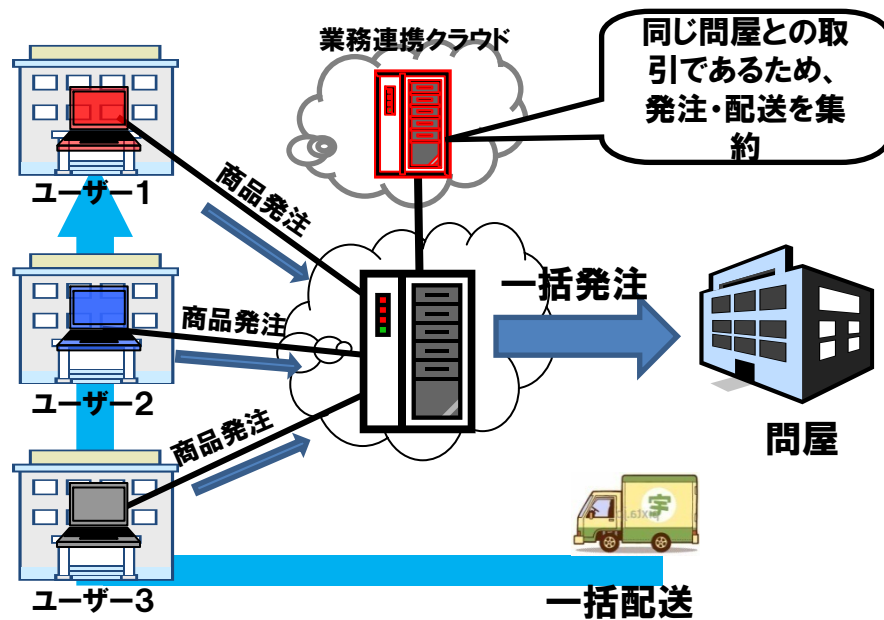 業務連携クラウド
同じ問屋との取
引であるため、
発注・配送を集
約
ユーザー1
商品発注
ユーザー2
商品発注
一括発注
商品発注
問屋
ユーザー3
字
一括配送